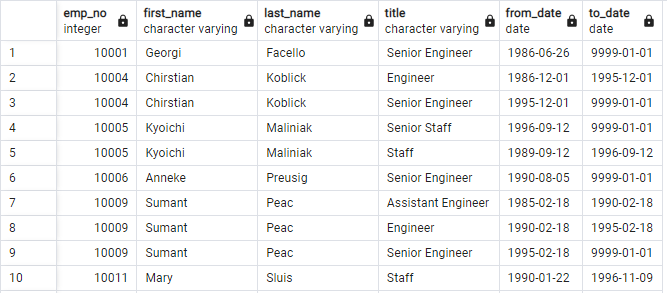 emp_no first_name last_name title from_date to_date
integer character varying character varying character varying date date
1 10001 Georgi Facello Senior Engineer 1986-06-26 9999-01-01
2 10004 Chirstian Koblick Engineer 1986-12-01 1995-12-01
3 10004 Chirstian Koblick Senior Engineer 1995-12-01 9999-01-01
4 10005 Kyoichi Maliniak Senior Staff 1996-09-12 9999-01-01
5 10005 Kyoichi Maliniak Staff 1989-09-12 1996-09-12
6 10006 Anneke Preusig Senior Engineer 1990-08-05 9999-01-01
7 10009 Sumant Peac Assistant Engineer 1985-02-18 1990-02-18
8 10009 Sumant Peac Engineer 1990-02-18 1995-02-18
9 10009 Sumant Peac Senior Engineer 1995-02-18 9999-01-01
10 10011 Mary Sluis Staff 1990-01-22 1996-11-09